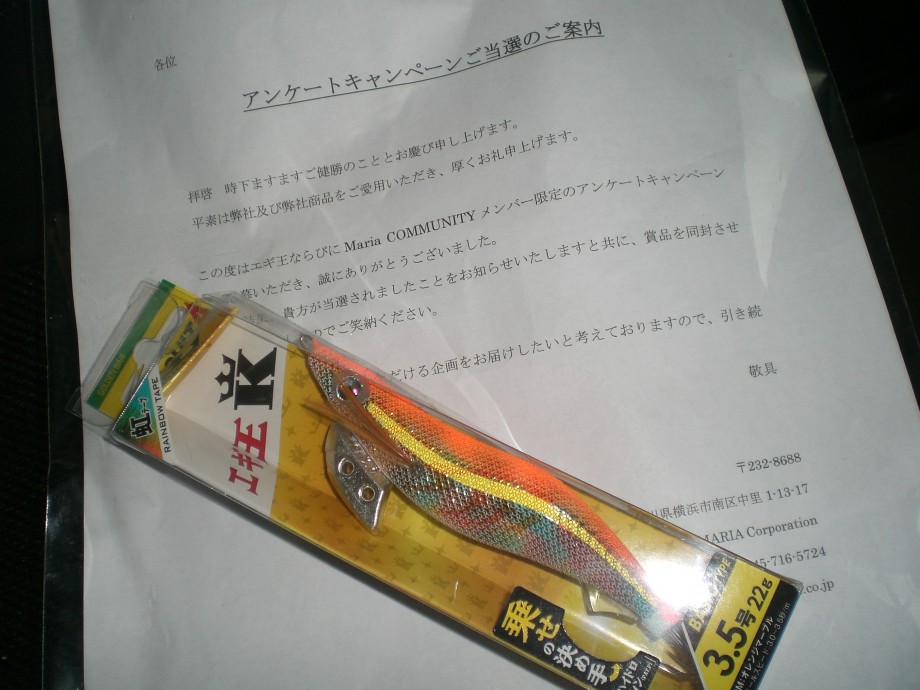 各位
アンケートキャンペーンご当選のご案内
拝啓 時下ますますご健勝のこととお慶び申し上げます。
平素は弊社及び弊社商品をご愛用いただき、厚くお礼申上げます。
この度はエギ王ならびに Maria COMMUNITY メンバー限定のアンケートキャンペーン
募いただき、誠にありがとうございました。
貴方が当選されましたことをお知らせいたしますと共に、賞品を同封させ
のでご笑納ください。
だける企画をお届けしたいと考えておりますので、引き続
敬具
〒232-8688
川県横浜市南区中里 1-13-17
MARIA Corporation
45-716-5724
.co.jp
虹テープ
RAINBOW TAPE
エギ王
K
乗せの決め手
3.5号 22g
オレンジマーブル